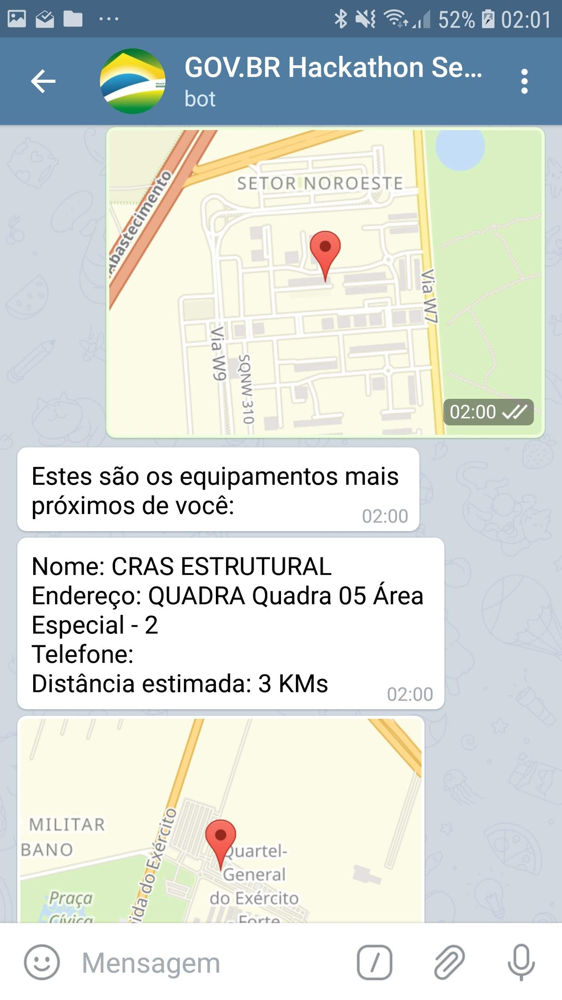 52% 02:01
GOV.BR Hackathon Se...
bot
SETOR NOROESTE
Abastecimento
Via W7
Via W9
SQNW 310
02:00
Estes são os equipamentos mais
próximos de você:
02:00
Nome: CRAS ESTRUTURAL
Endereço: QUADRA Quadra 05 Área
Especial - 2
Telefone:
Distância estimada: 3 KMs
02:00
MILITAR
BANO
ida do Exército
Quartel-
General
do Exército
- Forte
Praça
Cívica
Mensagem